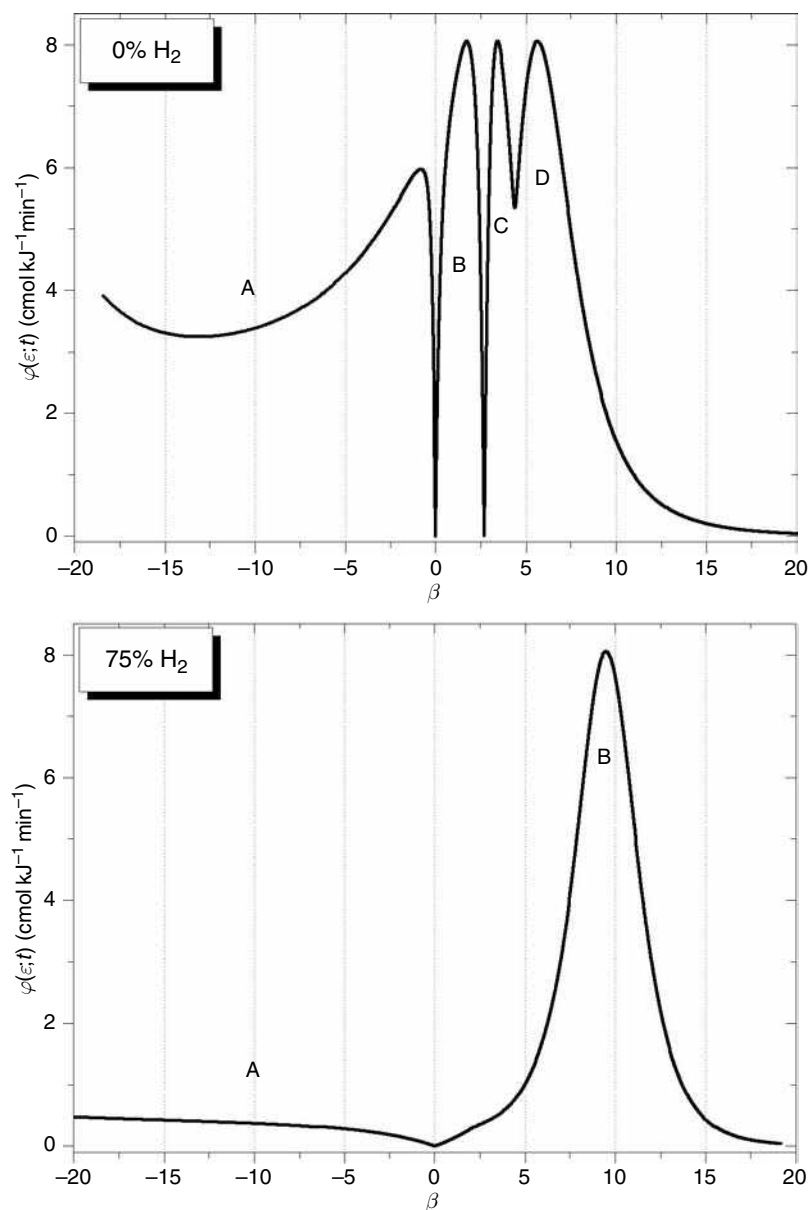 0% H₂
8
6
4
2
0
φ(ε;t) (cmol kJ⁻¹min⁻¹)
A
B
C
D
−20 −15 −10 −5 0 5 10 15 20
β
75% H₂
8
6
4
2
0
φ(ε;t) (cmol kJ⁻¹ min⁻¹)
A
B
−20 −15 −10 −5 0 5 10 15 20
β